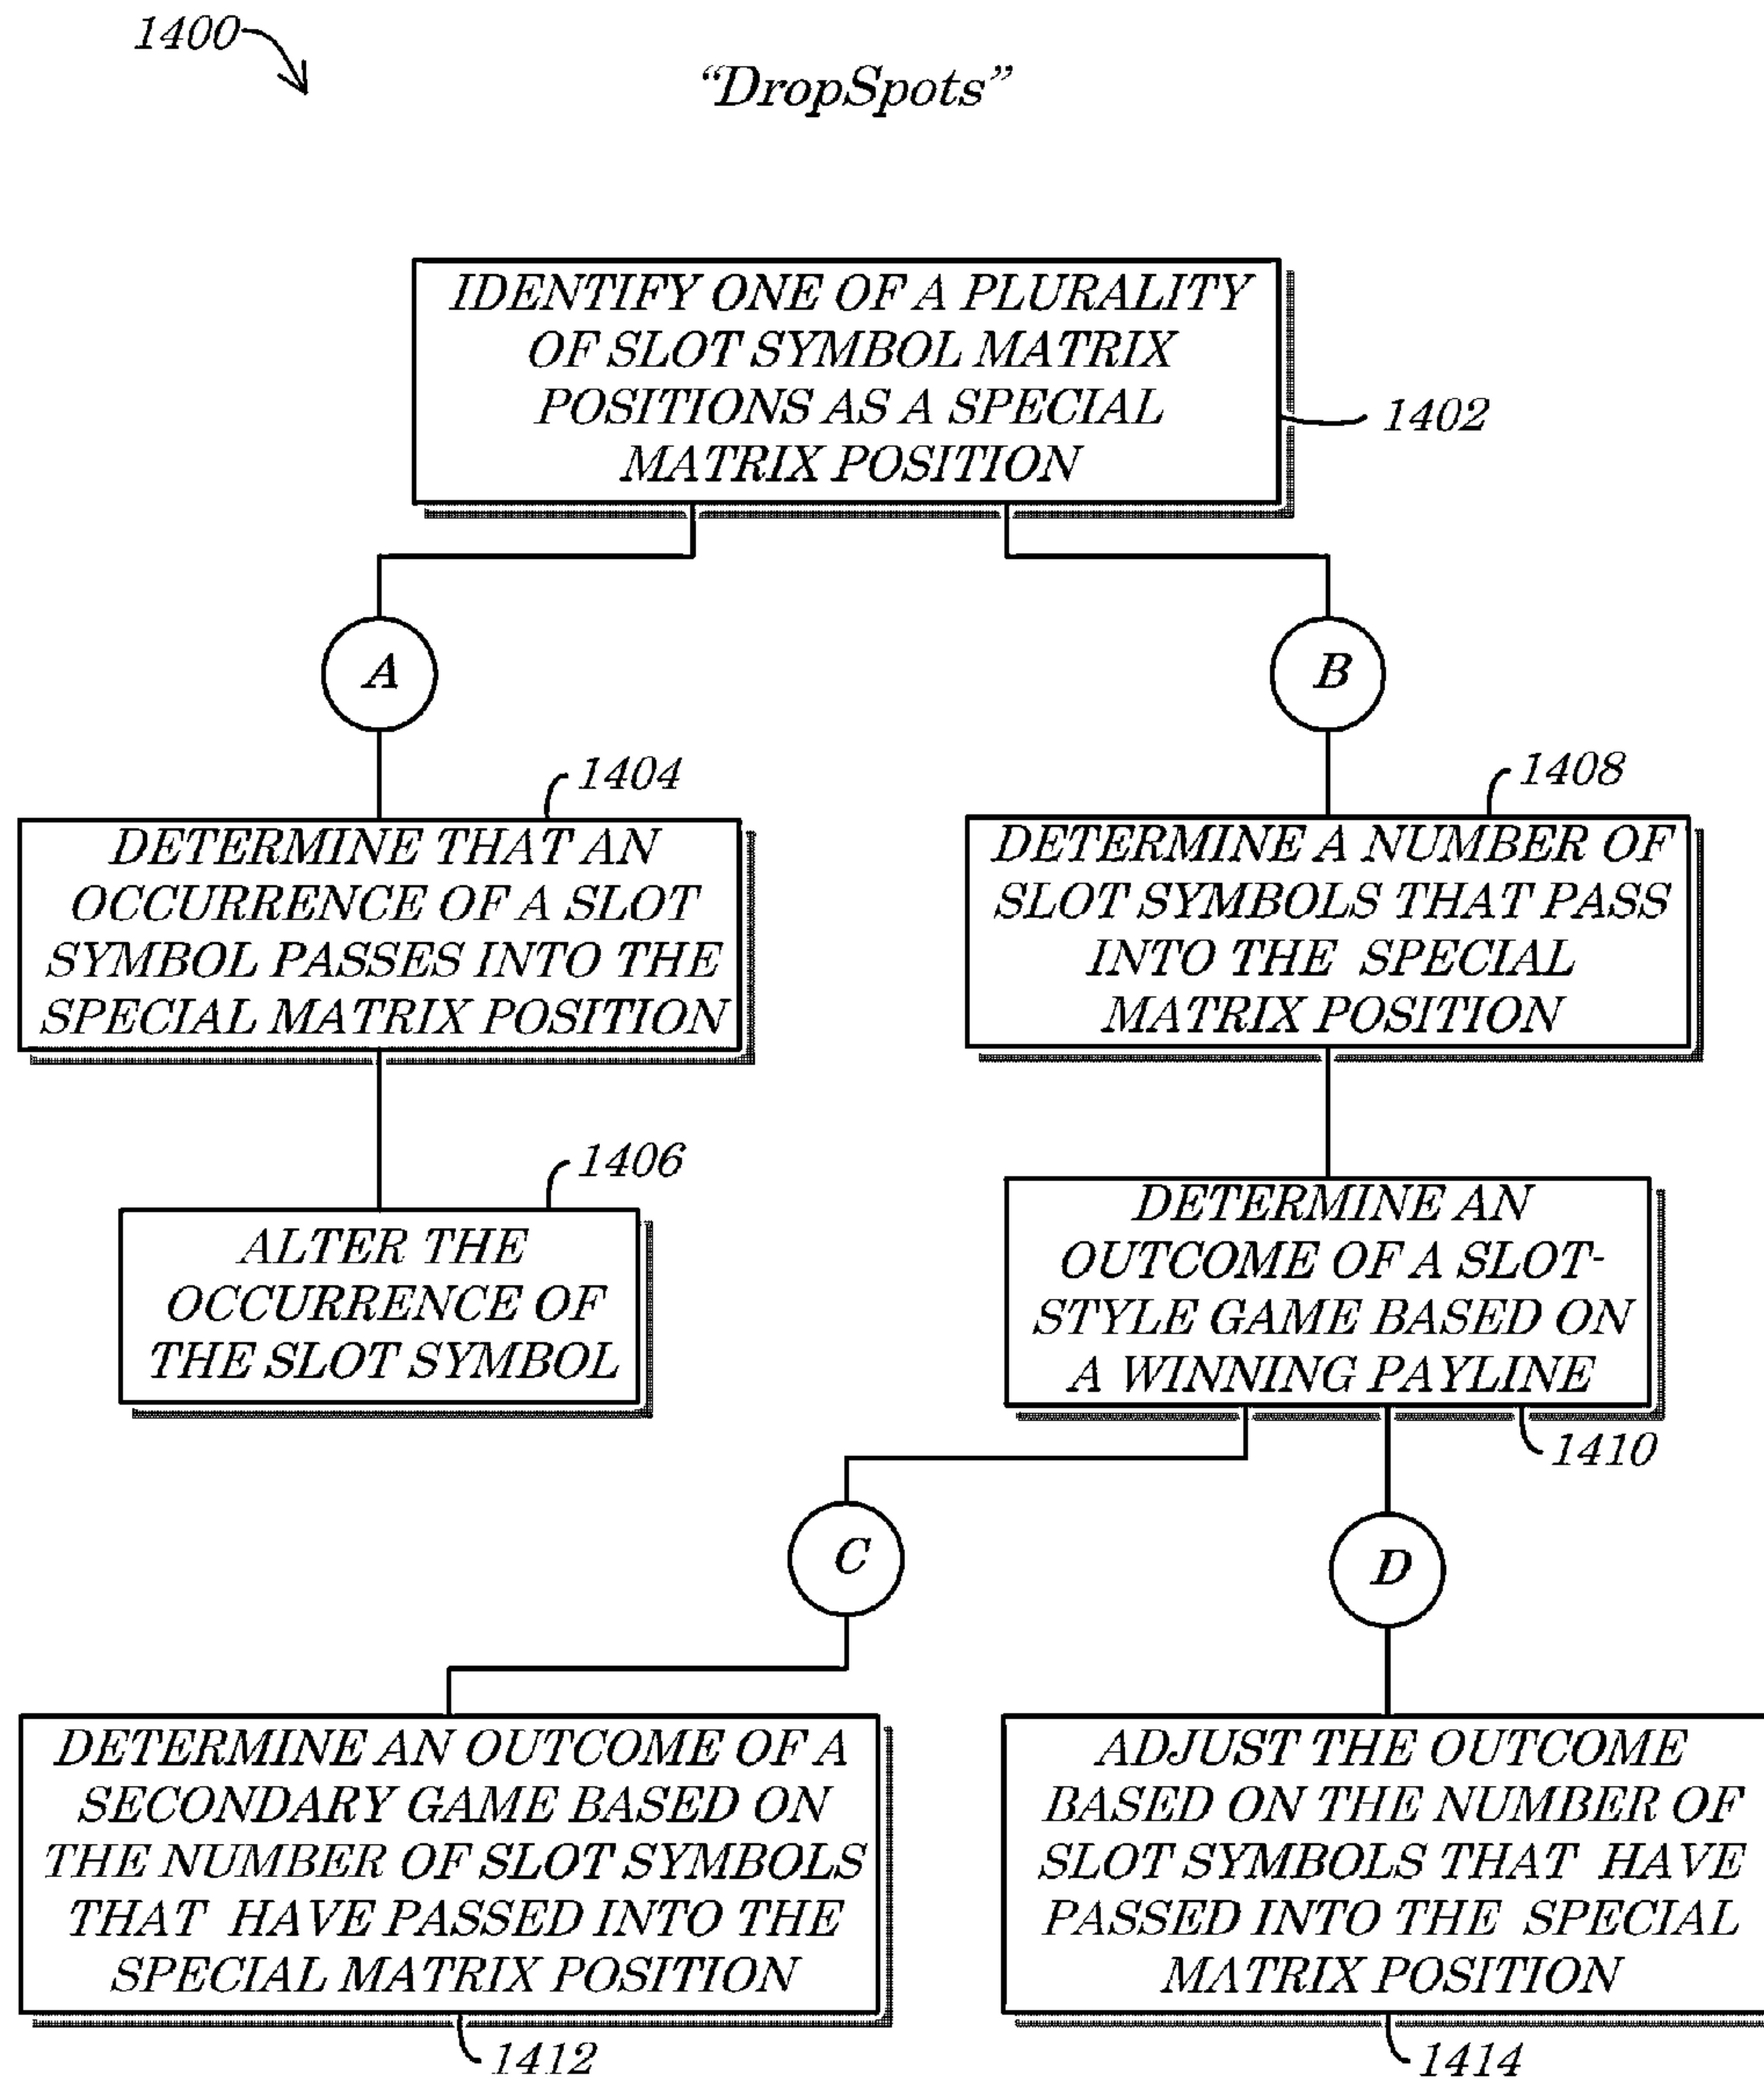 1400
“DropSpots”
IDENTIFY ONE OF A PLURALITY
OF SLOT SYMBOL MATRIX
POSITIONS AS A SPECIAL
MATRIX POSITION
1402
A
B
1404
DETERMINE THAT AN
OCCURRENCE OF A SLOT
SYMBOL PASSES INTO THE
SPECIAL MATRIX POSITION
1408
DETERMINE A NUMBER OF
SLOT SYMBOLS THAT PASS
INTO THE SPECIAL
MATRIX POSITION
1406
ALTER THE
OCCURRENCE OF
THE SLOT SYMBOL
DETERMINE AN
OUTCOME OF A SLOT-
STYLE GAME BASED ON
A WINNING PAYLINE
1410
C
D
DETERMINE AN OUTCOME OF A
SECONDARY GAME BASED ON
THE NUMBER OF SLOT SYMBOLS
THAT HAVE PASSED INTO THE
SPECIAL MATRIX POSITION
1412
ADJUST THE OUTCOME
BASED ON THE NUMBER OF
SLOT SYMBOLS THAT HAVE
PASSED INTO THE SPECIAL
MATRIX POSITION
1414